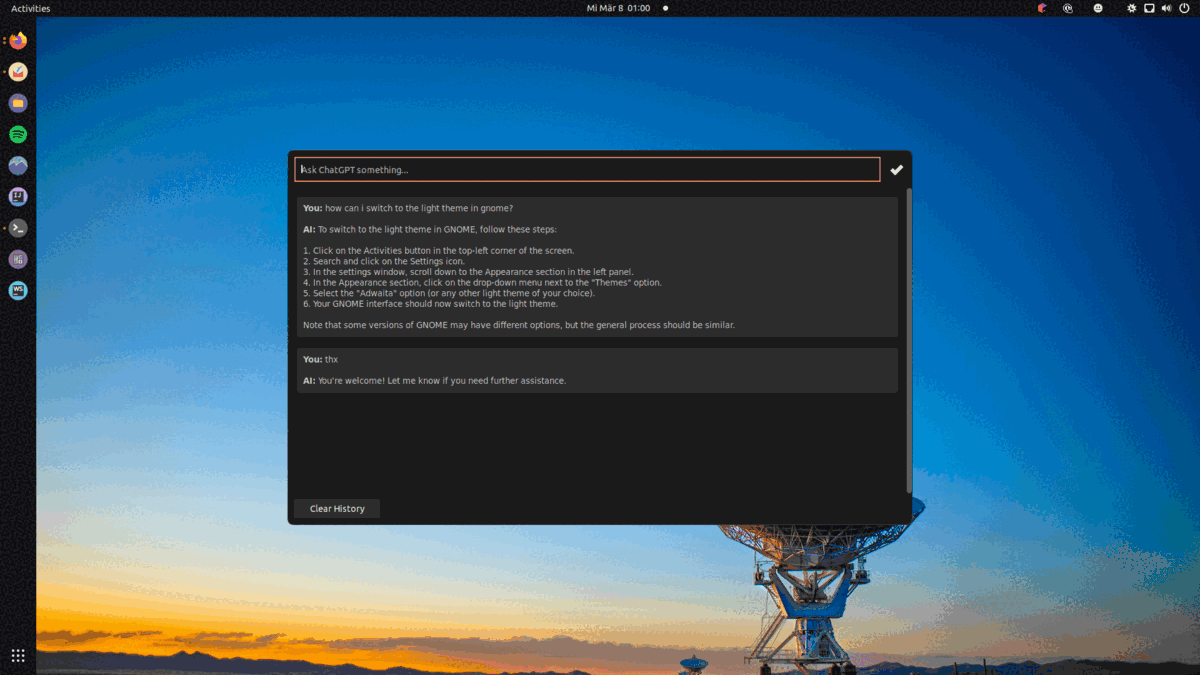 Activities
Mi Mär 8 01:00
Ask ChatGPT something...
You: how can i switch to the light theme in gnome?
AI: To switch to the light theme in GNOME, follow these steps:
1. Click on the Activities button in the top-left corner of the screen.
2. Search and click on the Settings icon.
3. In the settings window, scroll down to the Appearance section in the left panel.
4. In the Appearance section, click on the drop-down menu next to the "Themes" option.
5. Select the "Adwaita" option (or any other light theme of your choice).
6. Your GNOME interface should now switch to the light theme.
Note that some versions of GNOME may have different options, but the general process should be similar.
You: thx
AI: You're welcome! Let me know if you need further assistance.
Clear History
WS